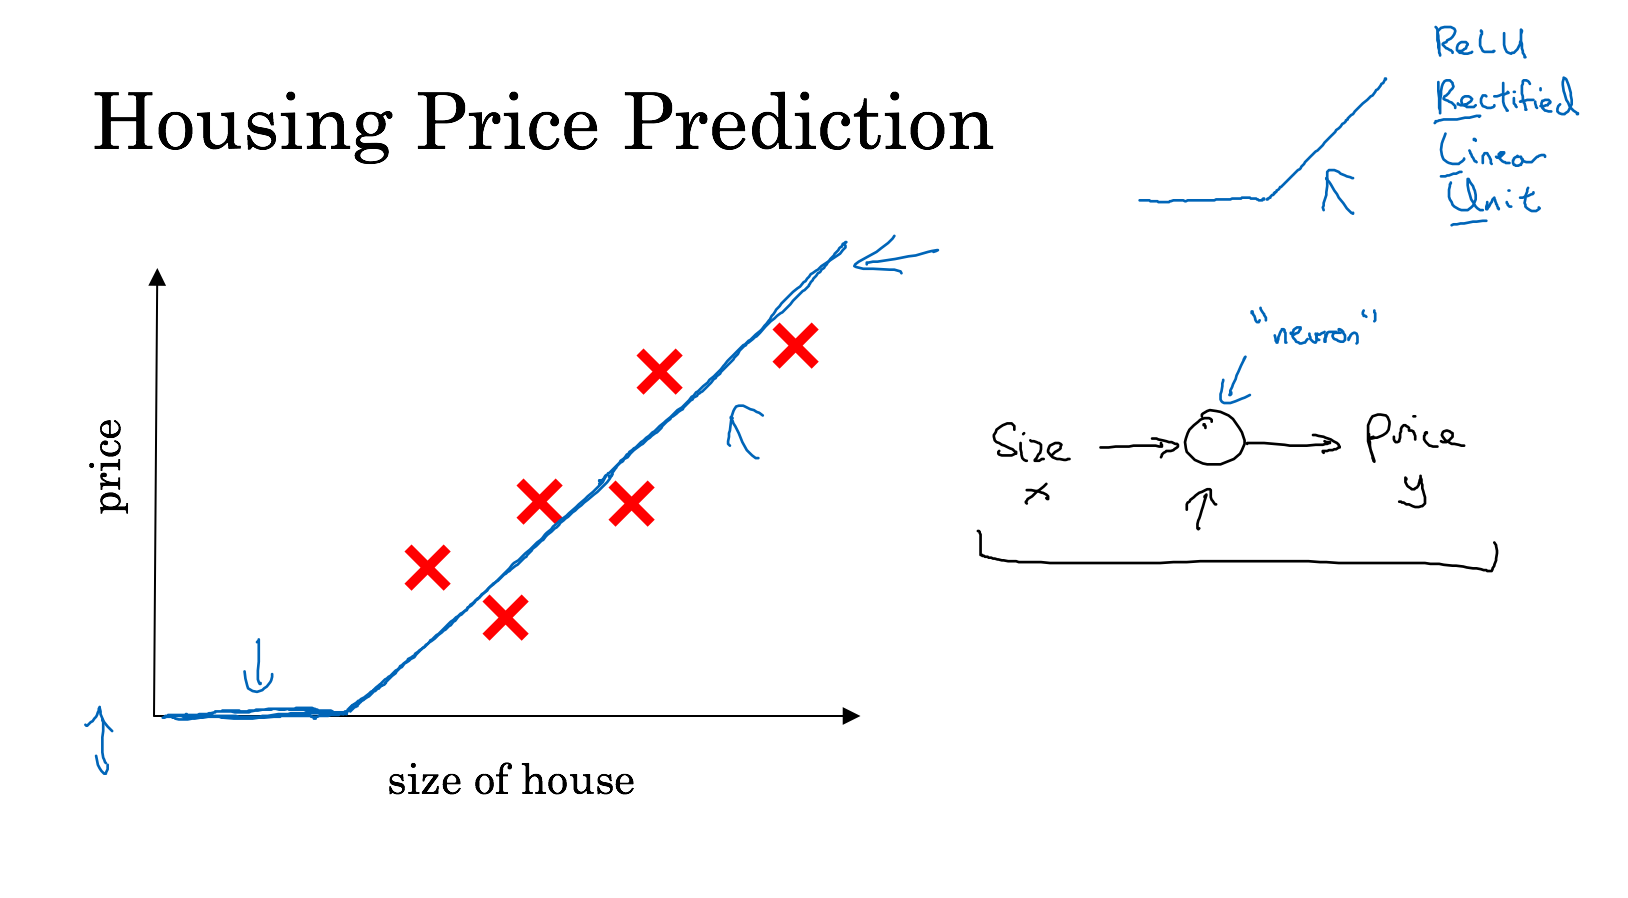 Housing Price Prediction
ReLU
Rectified
Linear
Unit
price
size of house
"neuron"
Size
x
Price
y